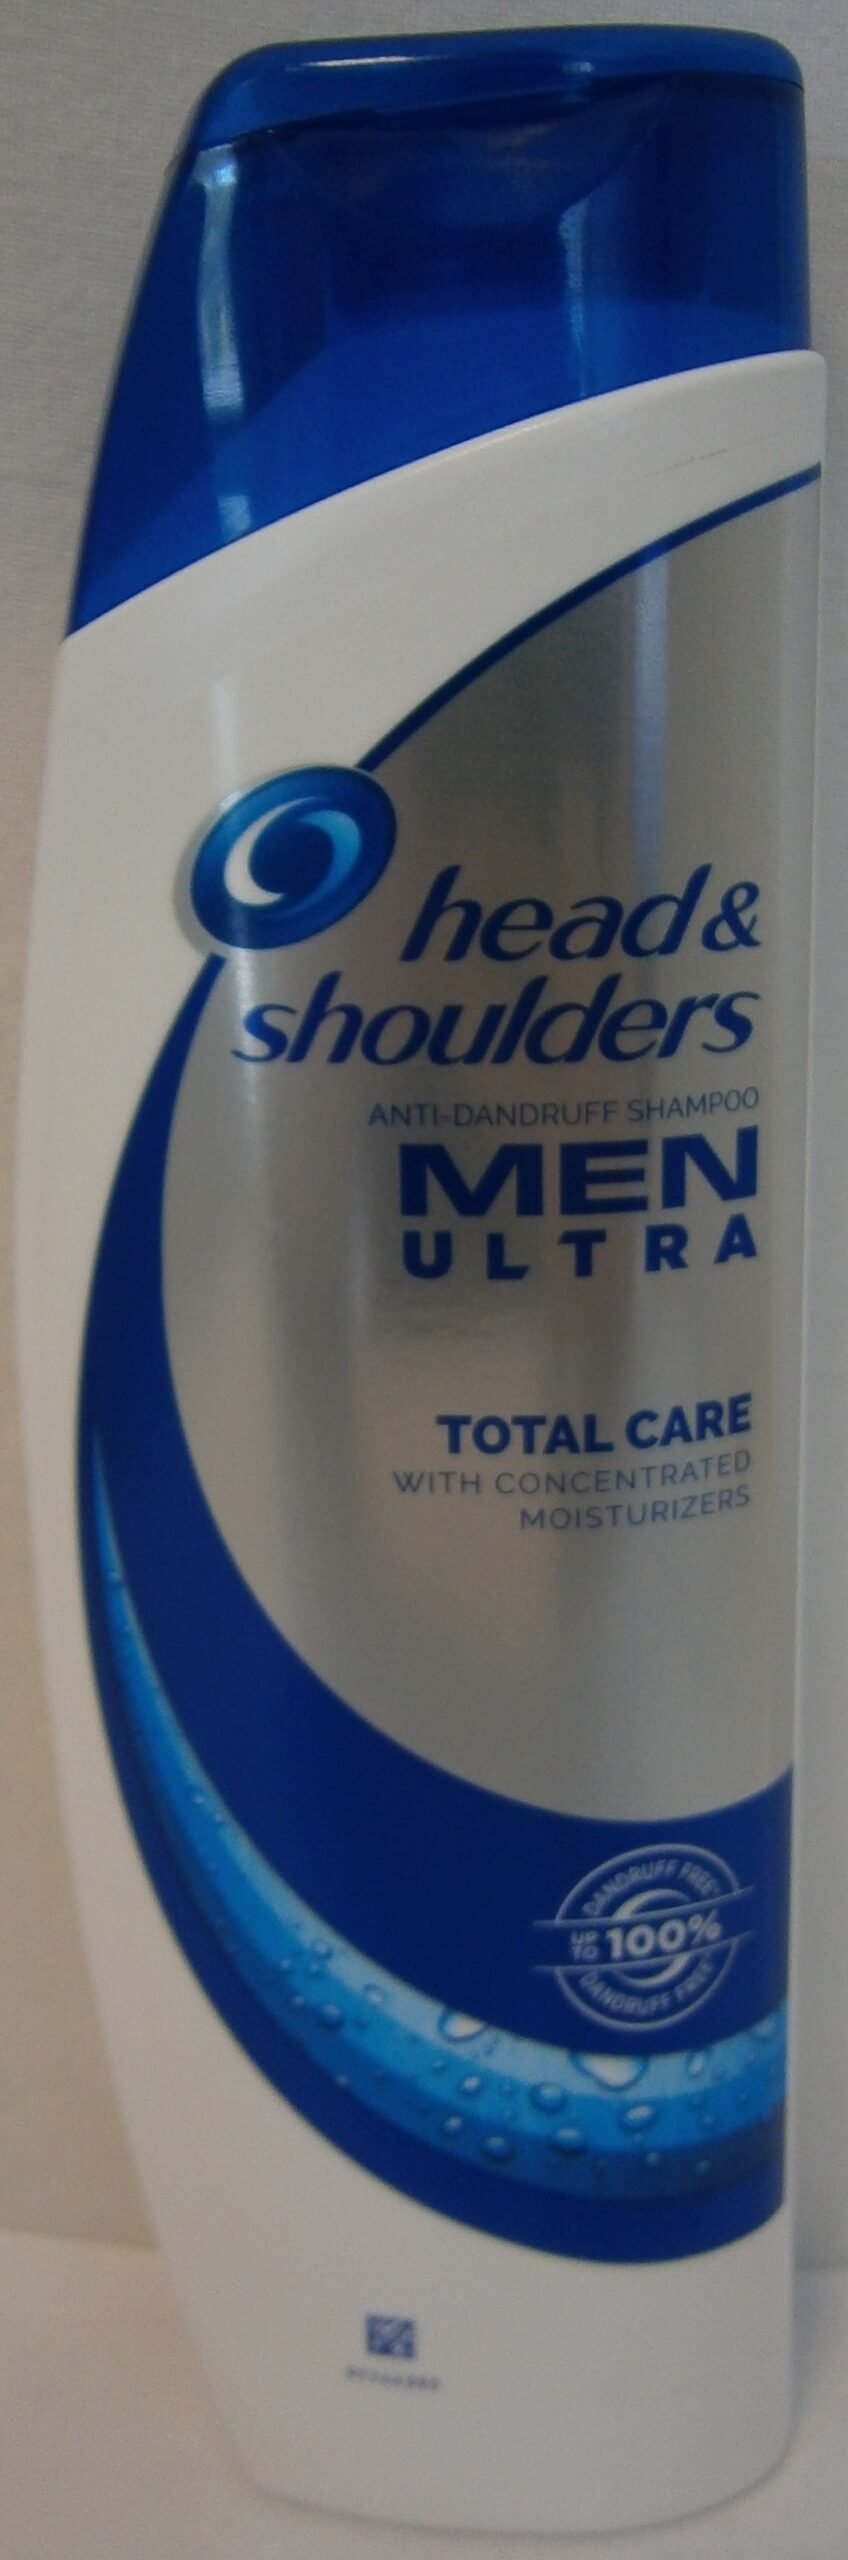 head &
shoulders
ANTI-DANDRUFF SHAMPOO
MEN
ULTRA
TOTAL CARE
WITH CONCENTRATED
MOISTURIZERS
DANDRUFF FREE*
UP TO 100%
DANDRUFF FREE*